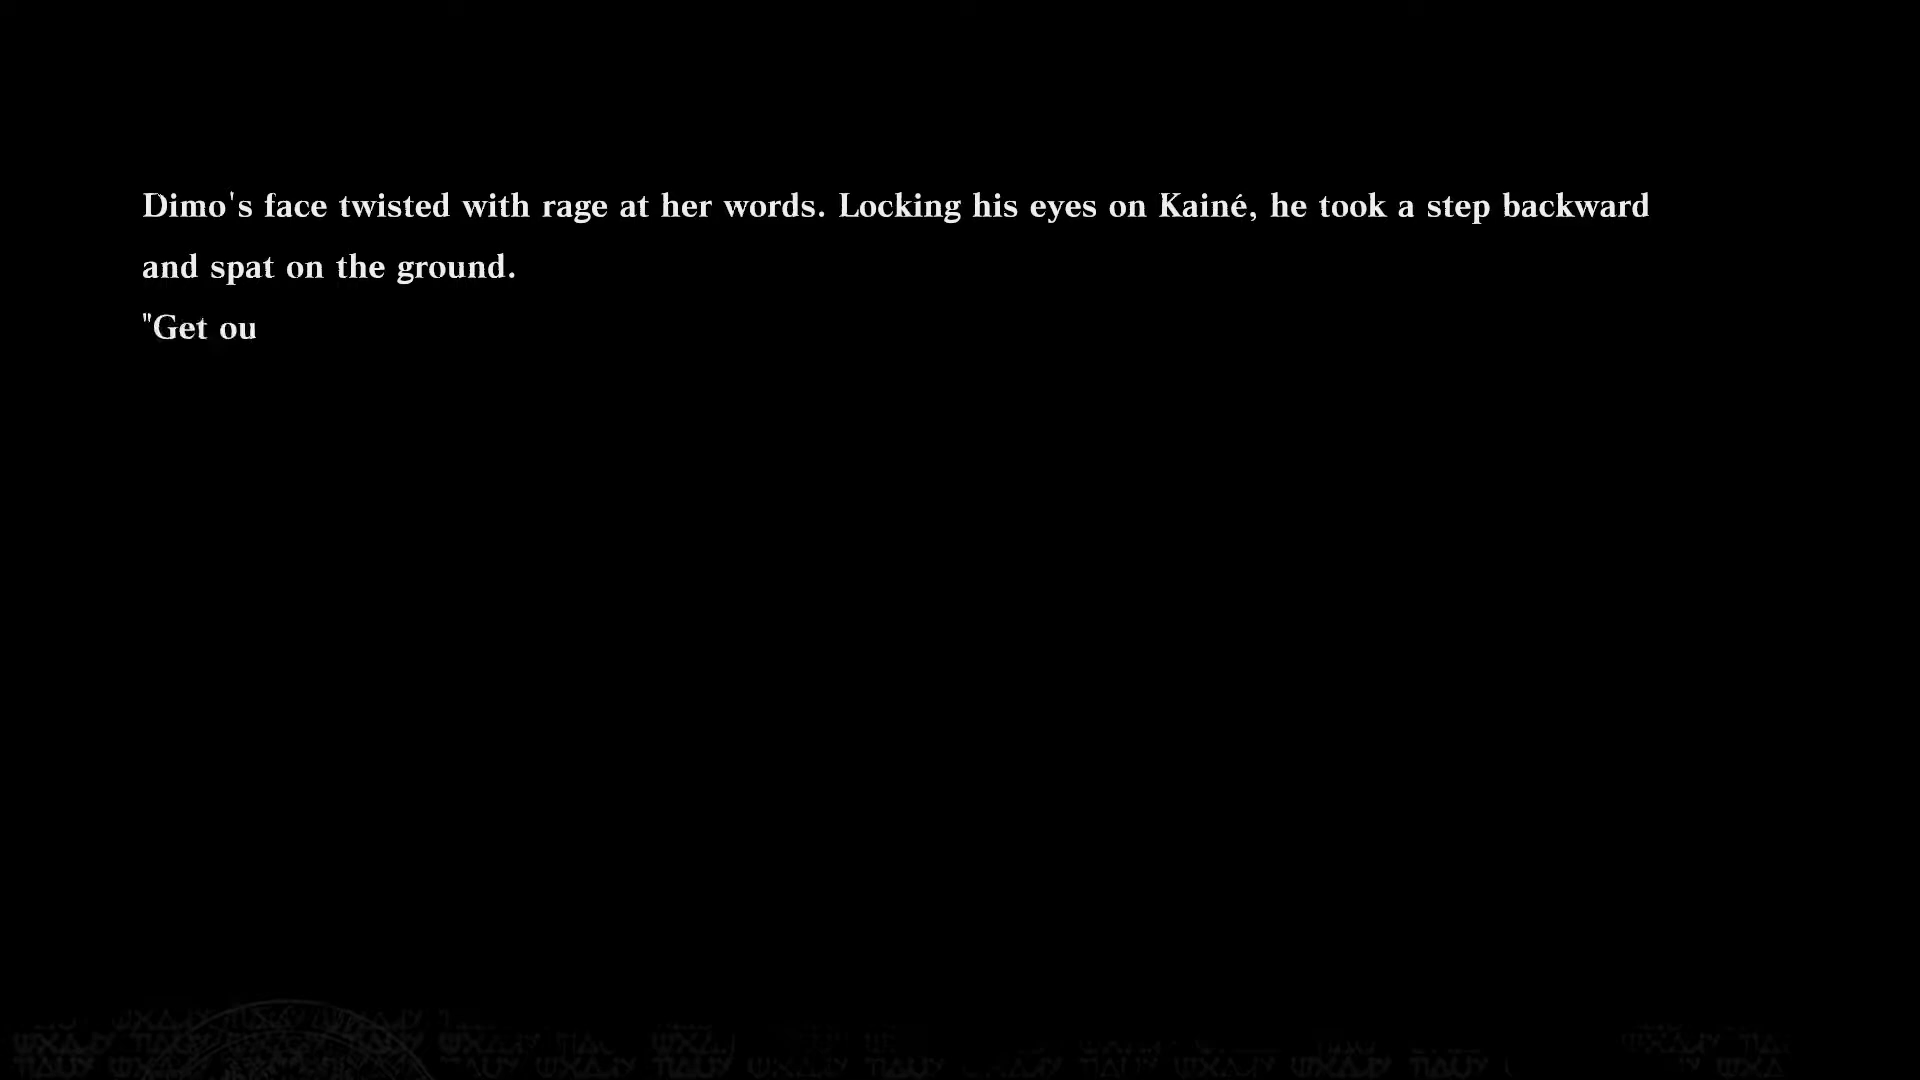 Dimo's face twisted with rage at her words. Locking his eyes on Kainé, he took a step backward
and spat on the ground.
"Get ou